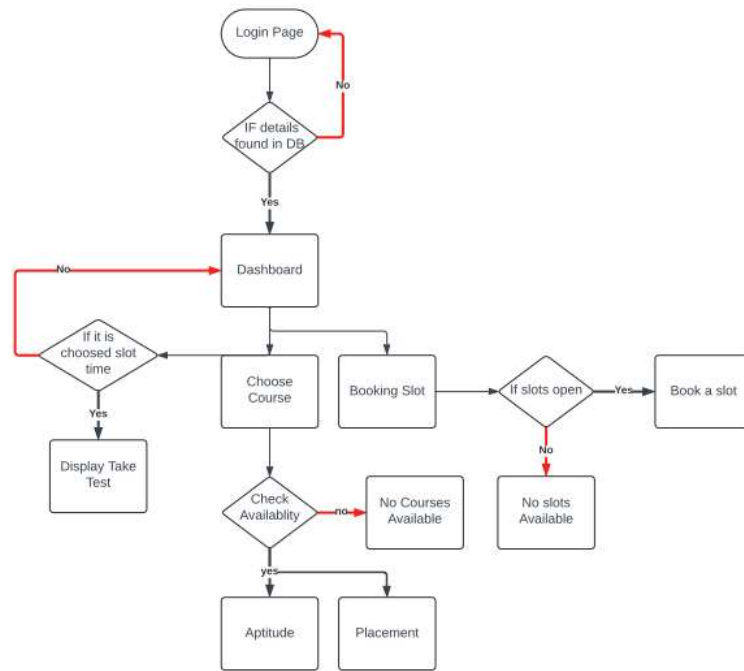 Login Page
No
IF details
found in DB
Yes
Dashboard
No
If it is
choosed slot
time
Choose
Course
Booking Slot
If slots open
Yes
Book a slot
Yes
Display Take
Test
No
No slots
Available
Check
Availablity
no
No Courses
Available
yes
Aptitude
Placement